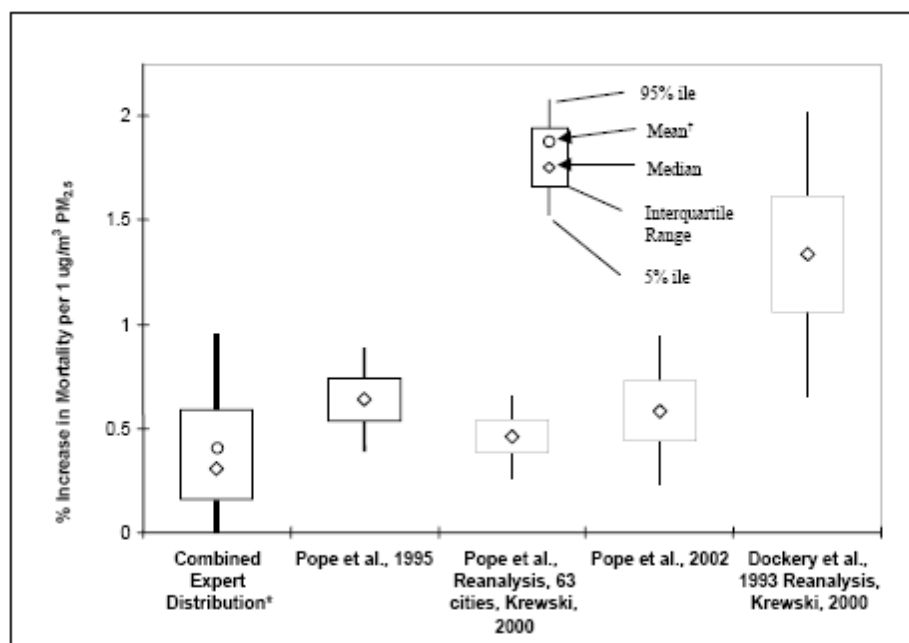 % Increase in Mortality per 1 ug/m³ PM2.5
2
1.5
1
0.5
0
95% ile
Mean†
Median
Interquartile
Range
5% ile
Combined
Expert
Distribution*
Pope et al., 1995
Pope et al.,
Reanalysis, 63
cities, Krewski,
2000
Pope et al., 2002
Dockery et al.,
1993 Reanalysis,
Krewski, 2000